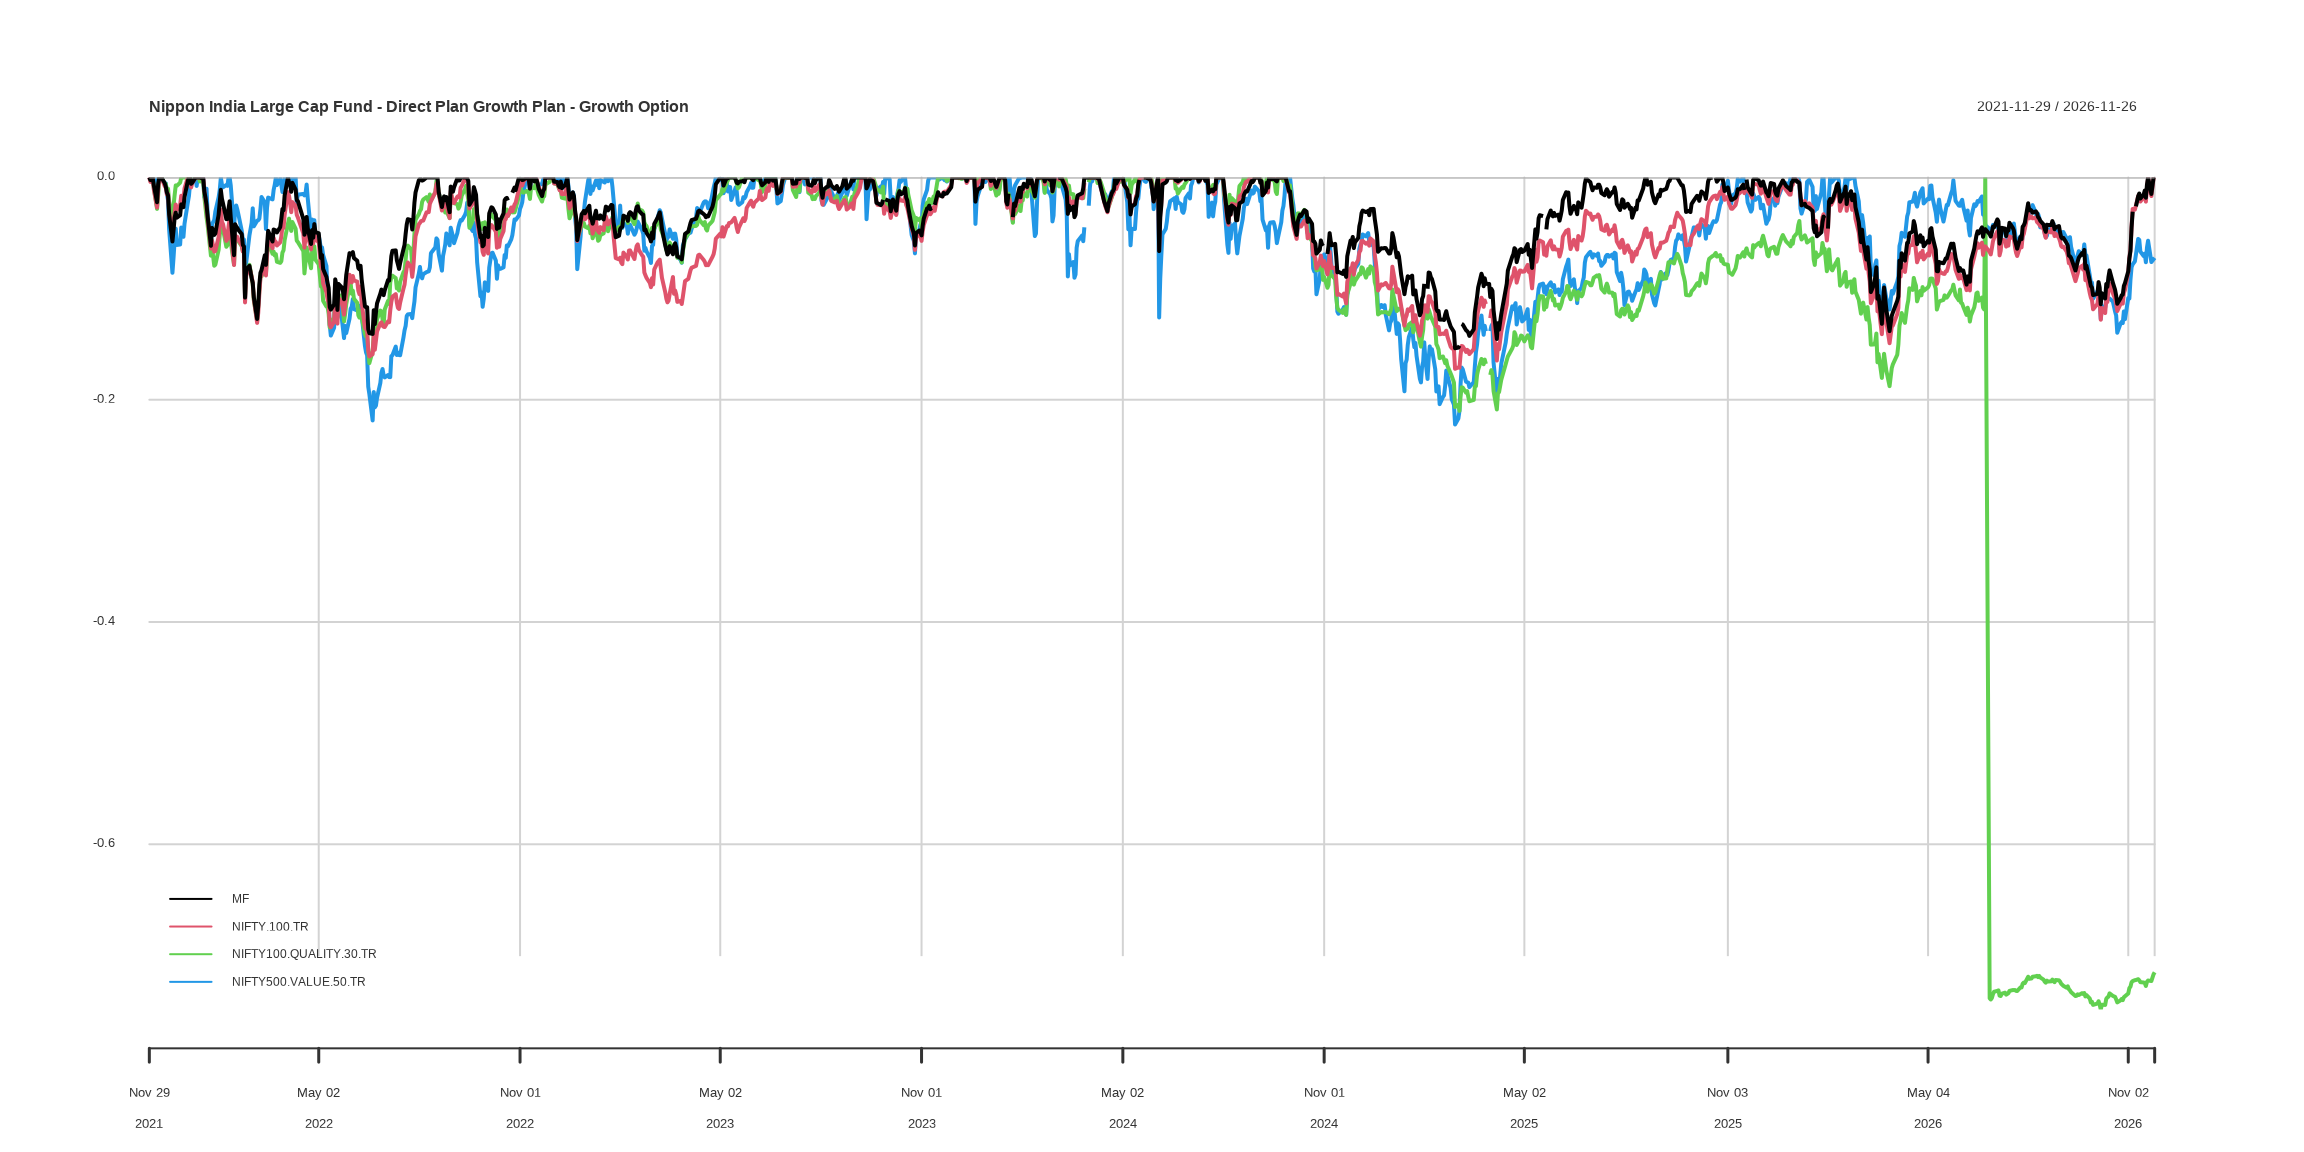 Nippon India Large Cap Fund - Direct Plan Growth Plan - Growth Option
2021-11-29 / 2026-11-26
0.0
-0.2
-0.4
-0.6
MF
NIFTY.100.TR
NIFTY100.QUALITY.30.TR
NIFTY500.VALUE.50.TR
Nov 29 May 02 Nov 01 May 02 Nov 01 May 02 Nov 01 May 02 Nov 03 May 04 Nov 02
2021 2022 2022 2023 2023 2024 2024 2025 2025 2026 2026